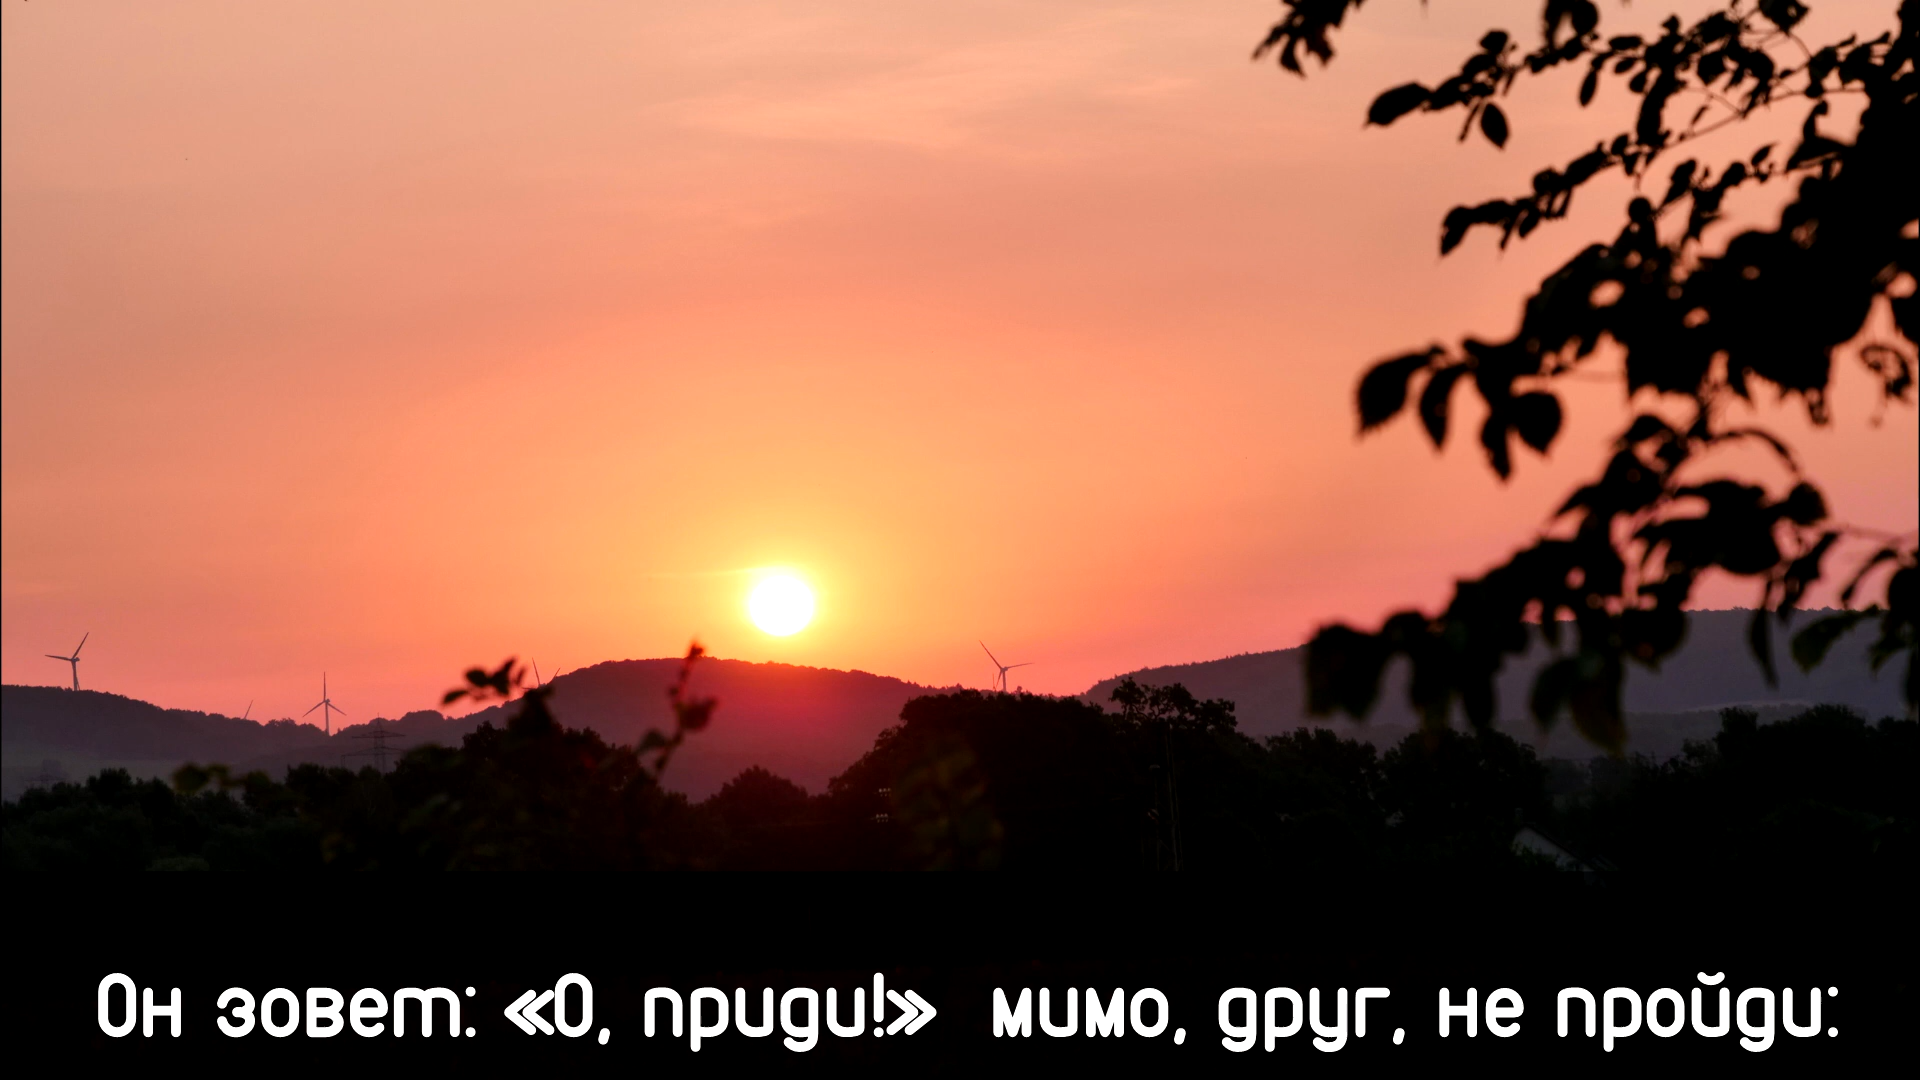 Он зовет: «О, приди!» мимо, друг, не пройди: